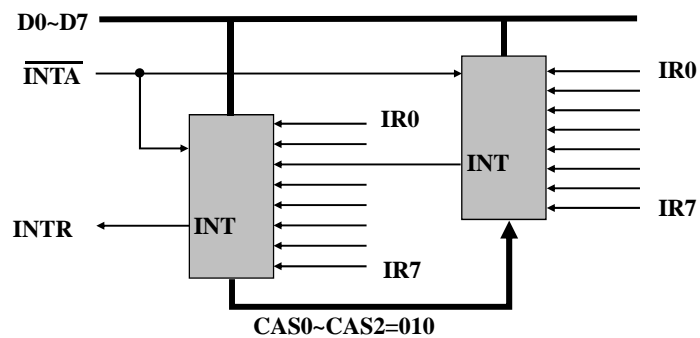 D0~D7
INTA
IR0
IR0
INT
INTR
INT
IR7
IR7
CAS0~CAS2=010